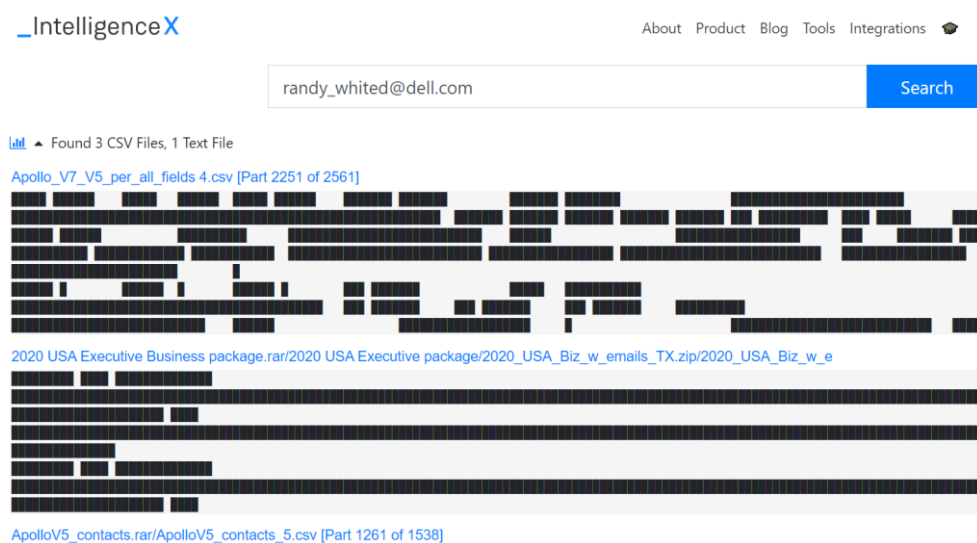 _IntelligenceX
About Product Blog Tools Integrations
randy_whited@dell.com
Search
Found 3 CSV Files, 1 Text File
Apollo_V7_V5_per_all_fields 4.csv [Part 2251 of 2561]
2020 USA Executive Business package.rar/2020 USA Executive package/2020_USA_Biz_w_emails_TX.zip/2020_USA_Biz_w_e
ApolloV5_contacts.rar/ApolloV5_contacts_5.csv [Part 1261 of 1538]